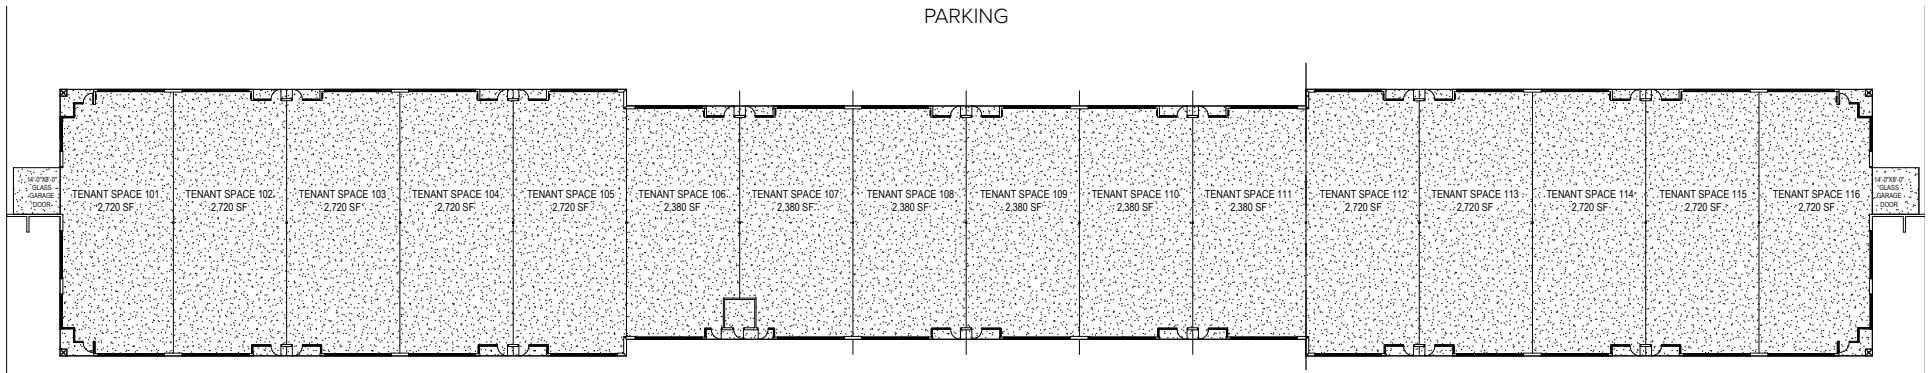 PARKING
TENANT SPACE 101
2,720 SF
TENANT SPACE 102
2,720 SF
TENANT SPACE 103
2,720 SF
TENANT SPACE 104
2,720 SF
TENANT SPACE 105
2,720 SF
TENANT SPACE 106
2,380 SF
TENANT SPACE 107
2,380 SF
TENANT SPACE 108
2,380 SF
TENANT SPACE 109
2,380 SF
TENANT SPACE 110
2,380 SF
TENANT SPACE 111
2,380 SF
TENANT SPACE 112
2,720 SF
TENANT SPACE 113
2,720 SF
TENANT SPACE 114
2,720 SF
TENANT SPACE 115
2,720 SF
TENANT SPACE 116
2,720 SF
14'-0"X8'-0"
GLASS
GARAGE
DOOR
14'-0"X8'-0"
GLASS
GARAGE
DOOR